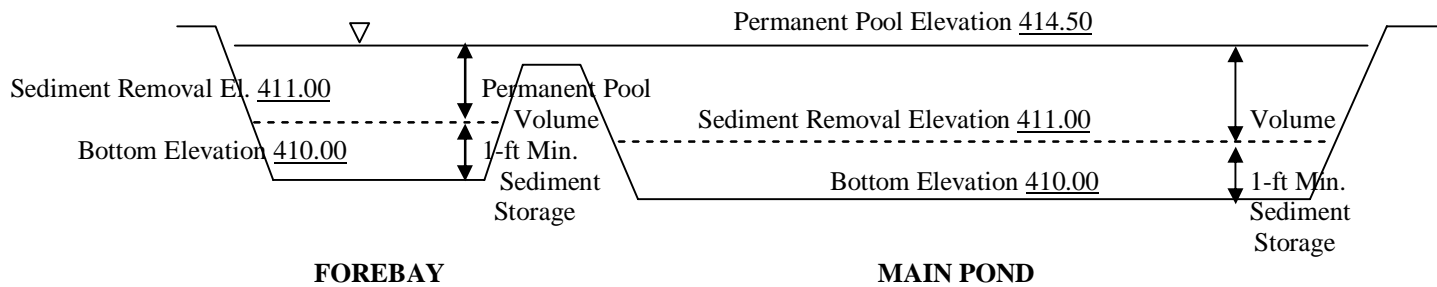 Permanent Pool Elevation 414.50
Sediment Removal El. 411.00
Permanent Pool
Volume
Sediment Removal Elevation 411.00
Volume
Bottom Elevation 410.00
1-ft Min.
Sediment
Storage
Bottom Elevation 410.00
1-ft Min.
Sediment
Storage
FOREBAY
MAIN POND